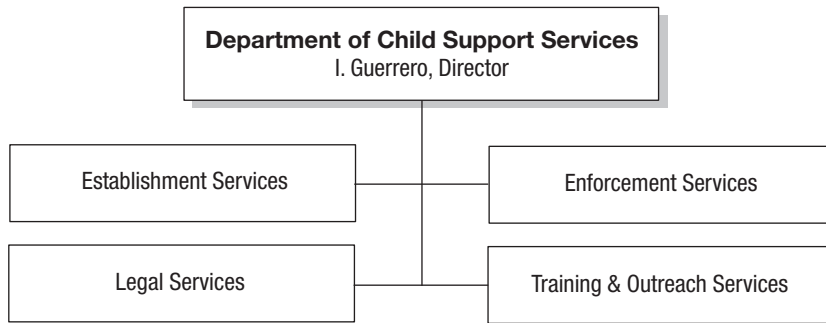 Department of Child Support Services
I. Guerrero, Director
Establishment Services
Enforcement Services
Legal Services
Training & Outreach Services